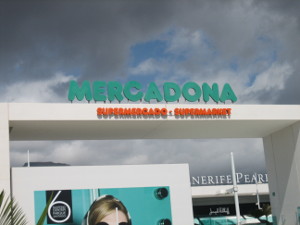 MERCADONA
SUPERMERCADO - SUPERMARKET
NERIFE PEARL